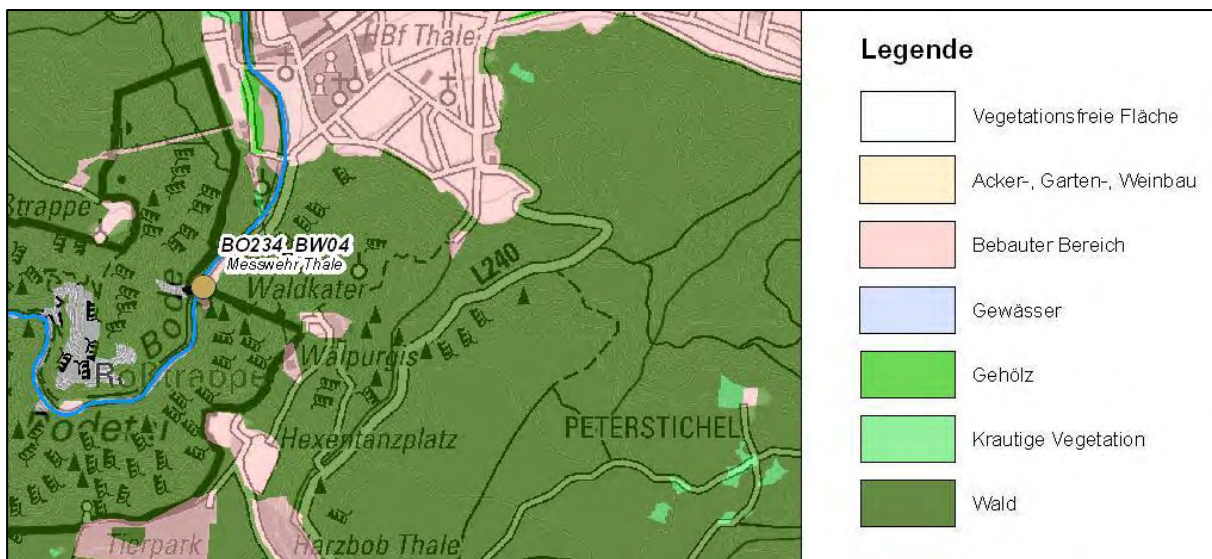 HBf Thale
ßtrappe
BO234_BW04
Messwehr Thale
Bode
Waldkater
L240
Walpurgis
Roßtrappe
Bodetal
Hexentanzplatz
PETERSTICHEL
Tierpark
Harzbob Thale
Legende
Vegetationsfreie Fläche
Acker-, Garten-, Weinbau
Bebauter Bereich
Gewässer
Gehölz
Krautige Vegetation
Wald